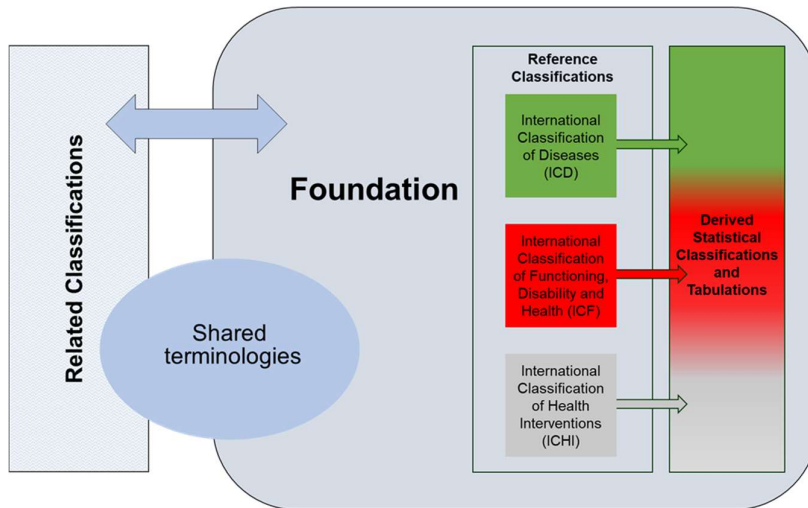 Related Classifications
Shared
terminologies
Foundation
Reference
Classifications
International
Classification
of Diseases
(ICD)
International
Classification
of Functioning,
Disability and
Health (ICF)
International
Classification
of Health
Interventions
(ICHI)
Derived
Statistical
Classifications
and
Tabulations